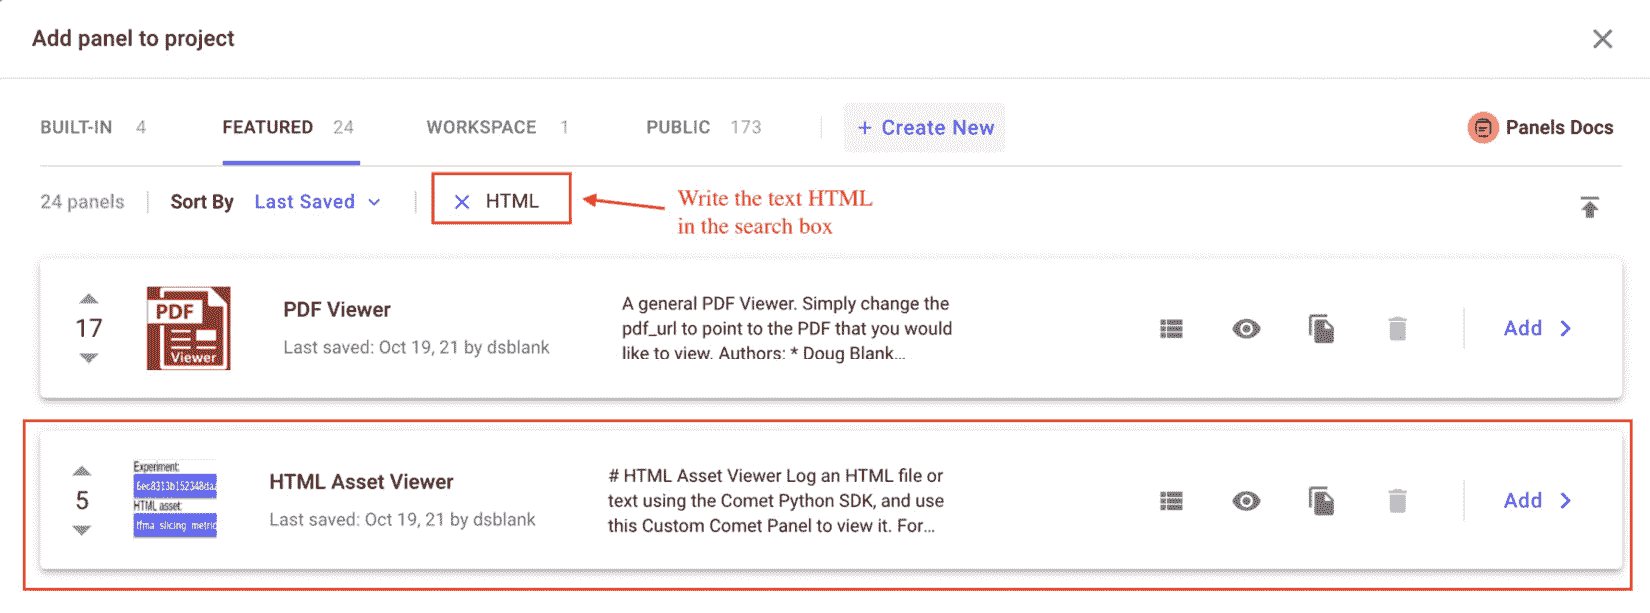 Add panel to project
BUILT-IN 4 FEATURED 24 WORKSPACE 1 PUBLIC 173 + Create New Panels Docs
24 panels Sort By Last Saved HTML
Write the text HTML
in the search box
17
PDF
Viewer
PDF Viewer
Last saved: Oct 19, 21 by dsblank
A general PDF Viewer. Simply change the
pdf_url to point to the PDF that you would
like to view. Authors: * Doug Blank...
Add
5
Experiment:
6ec8313b152348da
HTML asset:
tfma slicing metric
HTML Asset Viewer
Last saved: Oct 19, 21 by dsblank
# HTML Asset Viewer Log an HTML file or
text using the Comet Python SDK, and use
this Custom Comet Panel to view it. For...
Add